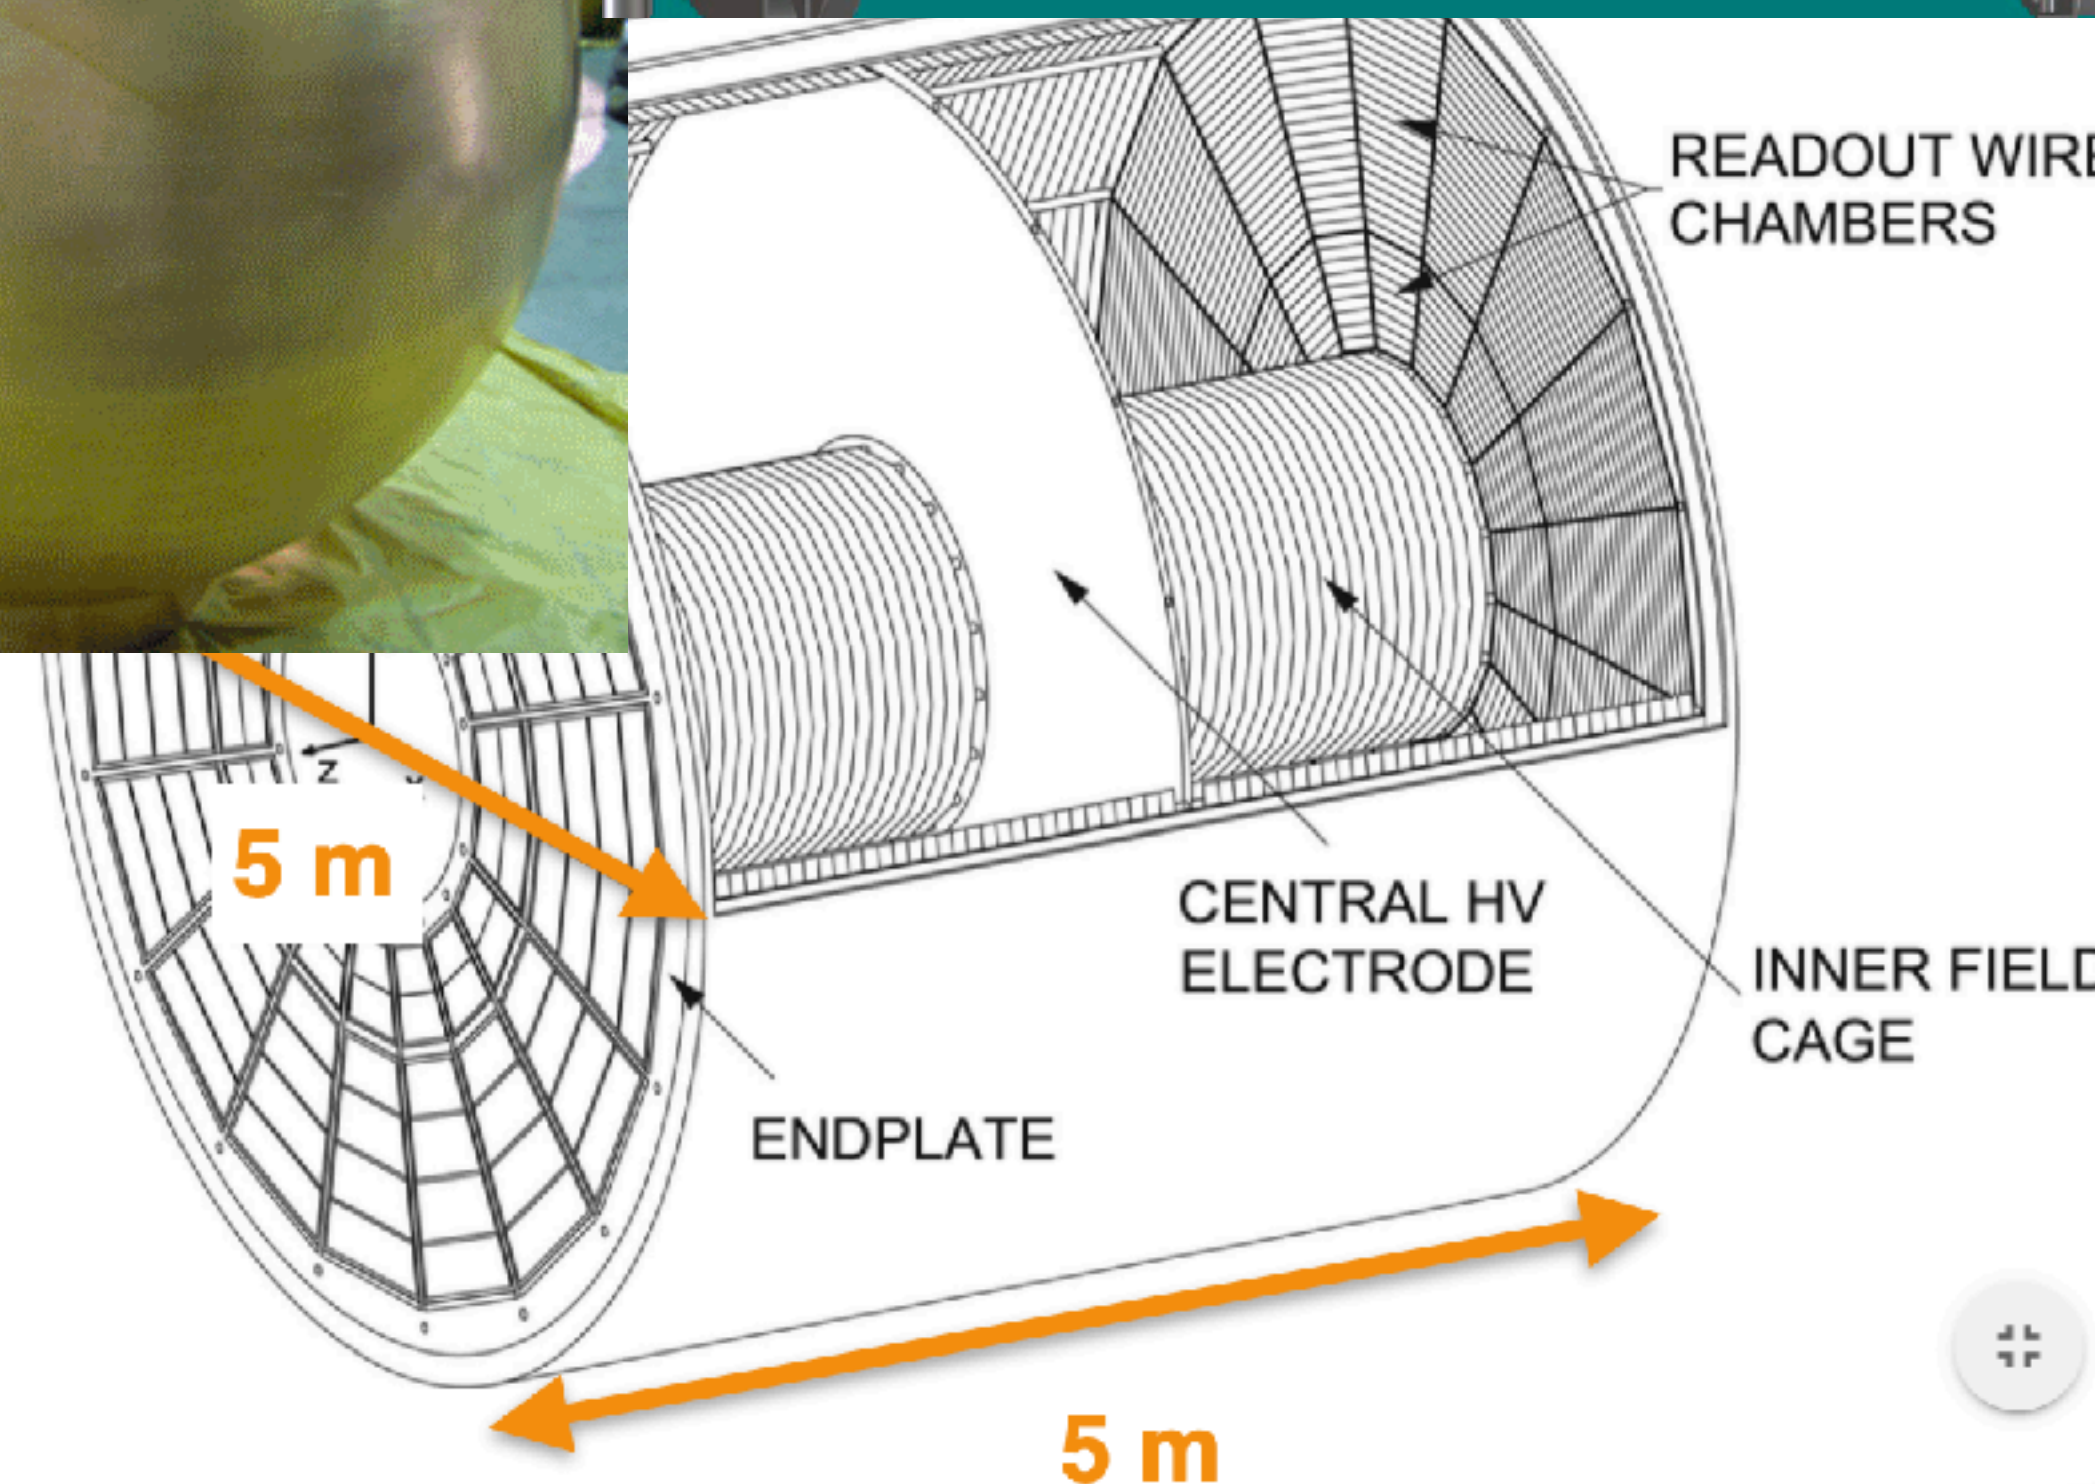 READOUT WIRE
CHAMBERS
z
5 m
CENTRAL HV
ELECTRODE
INNER FIELD
CAGE
ENDPLATE
5 m